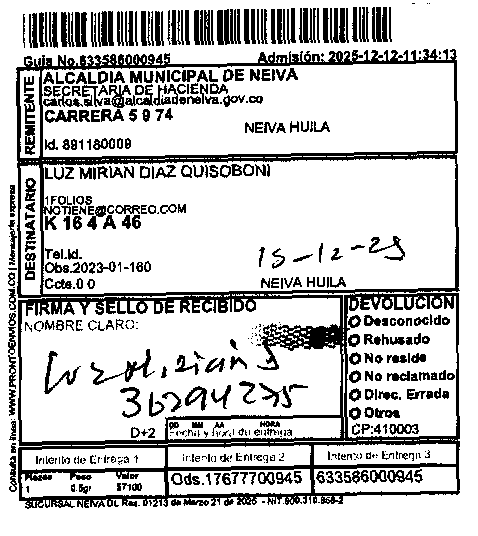 Guia No.633586000945 Admisión: 2025-12-12-11:34:13
REMITENTE
ALCALDIA MUNICIPAL DE NEIVA
SECRETARIA DE HACIENDA
carlos.silva@alcaldiadeneiva.gov.co
CARRERA 5 9 74
NEIVA HUILA
Id. 891180009
DESTINATARIO
LUZ MIRIAN DIAZ QUISOBONI
1FOLIOS
NOTIENE@CORREO.COM
K 16 4 A 46
Tel.Id.
15-12-25
Obs.2023-01-160
Ccts.0 0
NEIVA HUILA
Consulta en linea: WWW.PRONTOENVIOS.COM.CO | Mensajeria expresa
FIRMA Y SELLO DE RECIBIDO
NOMBRE CLARO:
Luz
36294275
D+2
DD MM AA HORA
Fecha y hora de entrega
DEVOLUCION
Desconocido
Rehusado
No reside
No reclamado
Direc. Errada
Otros
CP:410003
Intento de Entrega 1 Intento de Entrega 2 Intento de Entrega 3
Piezas Peso Valor
1 0.5gr $7100
Ods.17677700945
633586000945
SUCURSAL NEIVA DL Res. 01213 de Marzo 21 de 2025 - NIT.900.310.856-2